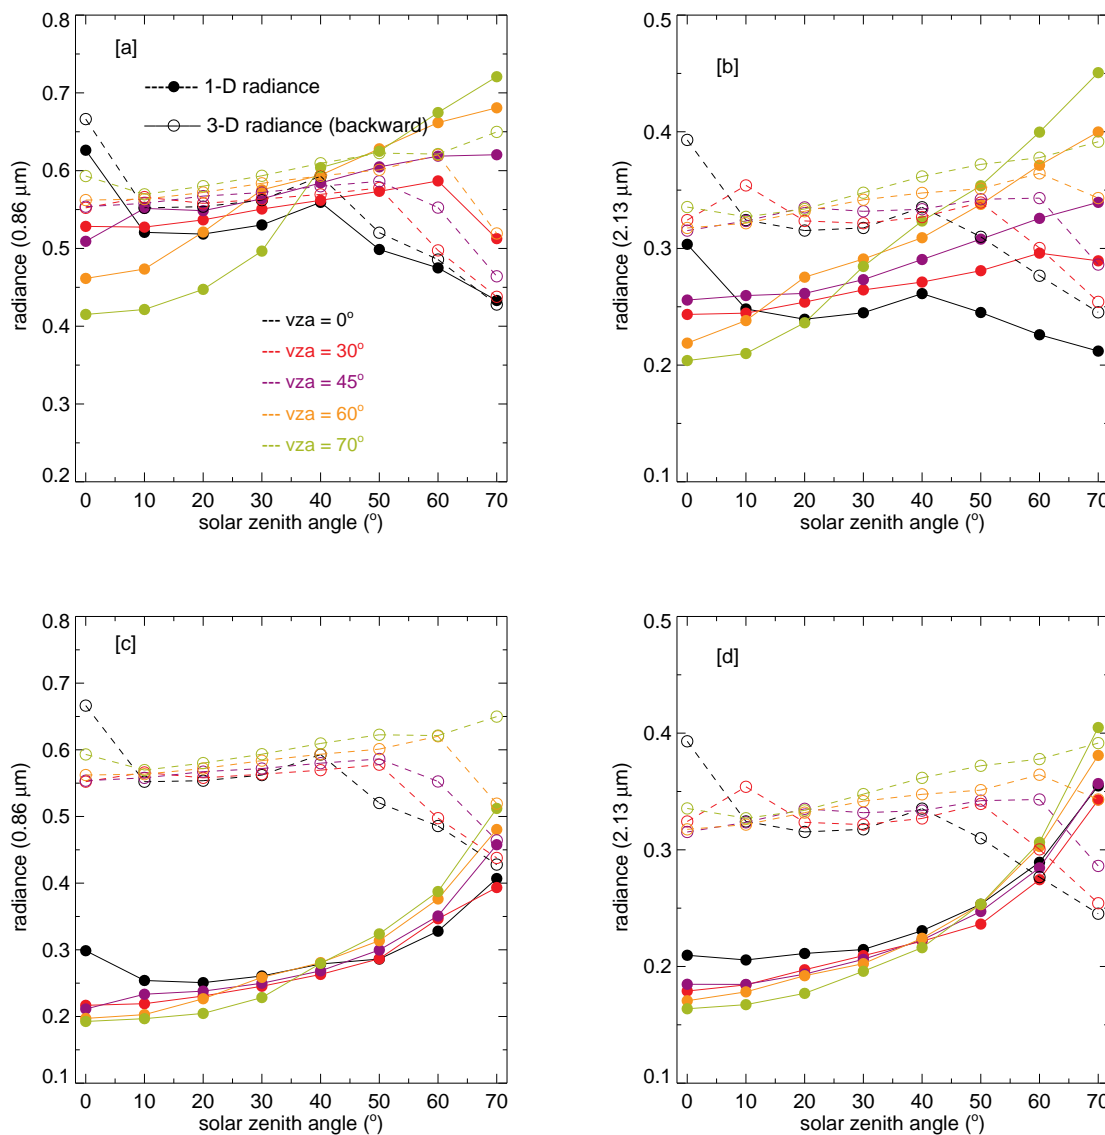 0.8
0.7
0.6
0.5
0.4
0.3
0.2
radiance (0.86 µm)
[a]
1-D radiance
3-D radiance (backward)
vza = 0°
vza = 30°
vza = 45°
vza = 60°
vza = 70°
0 10 20 30 40 50 60 70
solar zenith angle (°)
0.5
0.4
0.3
0.2
0.1
radiance (2.13 µm)
[b]
0 10 20 30 40 50 60 70
solar zenith angle (°)
0.8
0.7
0.6
0.5
0.4
0.3
0.2
0.1
radiance (0.86 µm)
[c]
0 10 20 30 40 50 60 70
solar zenith angle (°)
0.5
0.4
0.3
0.2
0.1
radiance (2.13 µm)
[d]
0 10 20 30 40 50 60 70
solar zenith angle (°)